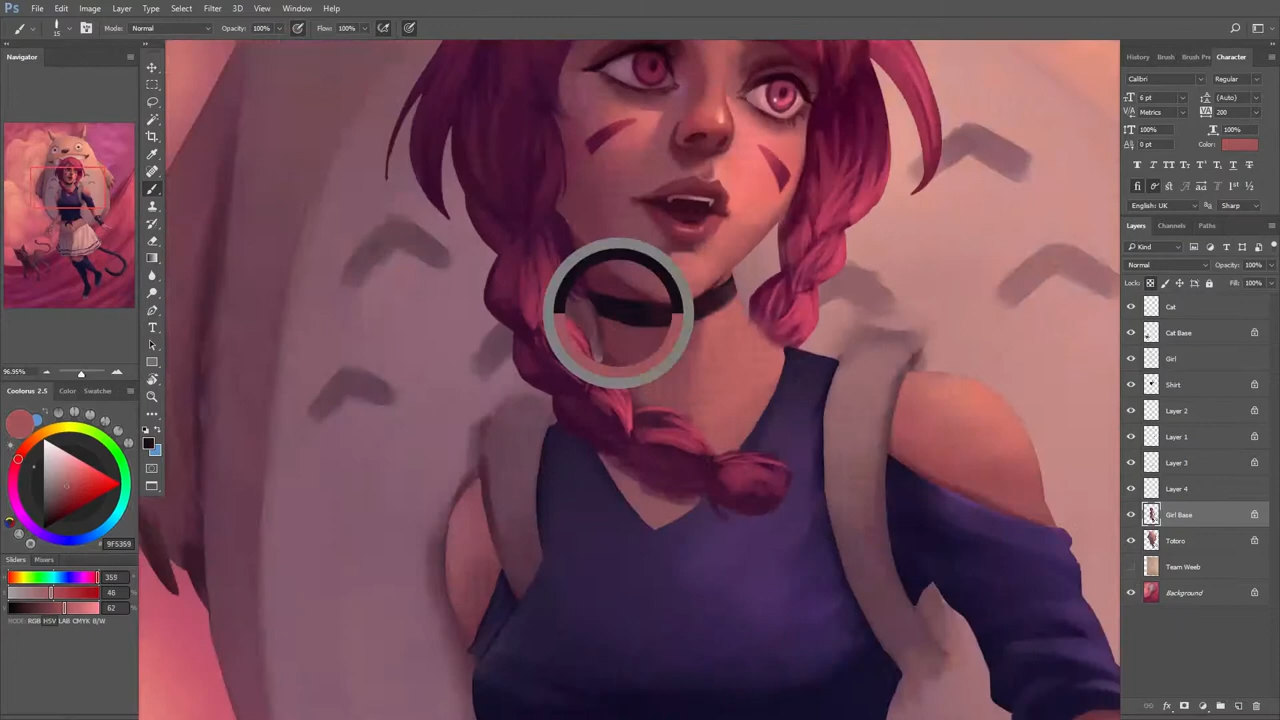 Ps File Edit Image Layer Type Select Filter 3D View Window Help
15 Mode: Normal Opacity: 100% Flow: 100%
Navigator
96.95%
Coolorus 2.5 Color Swatches
# 9F5359
Sliders Mixers
359
46
62
MODE: RGB HSV LAB CMYK B/W
History Brush Brush Pre Character
Calibri Regular
6 pt (Auto)
Metrics 200
100% 100%
0 pt Color:
English: UK Sharp
Layers Channels Paths
Kind
Normal Opacity: 100%
Locks: Fill: 100%
Cat
Cat Base
Girl
Shirt
Layer 2
Layer 1
Layer 3
Layer 4
Girl Base
Totoro
Team Weeb
Background